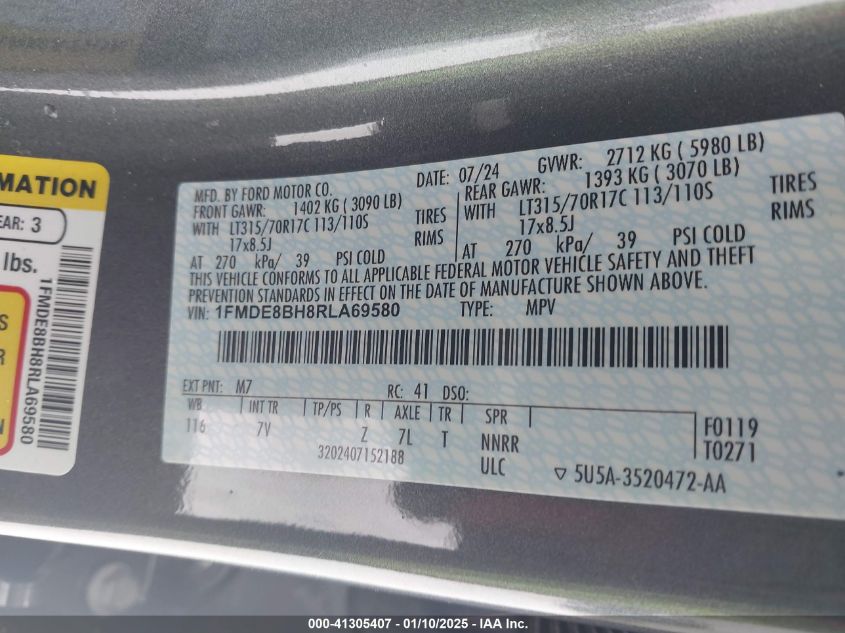 MATION
EAR: 3
lbs.
S
R
1FMDE8BH8RLA69580
MFD. BY FORD MOTOR CO.
DATE: 07/24 GVWR: 2712 KG ( 5980 LB)
FRONT GAWR: 1402 KG ( 3090 LB)
WITH LT315/70R17C 113/110S TIRES
17x8.5J RIMS
AT 270 kPa/ 39 PSI COLD
REAR GAWR: 1393 KG ( 3070 LB)
WITH LT315/70R17C 113/110S TIRES
17x8.5J RIMS
AT 270 kPa/ 39 PSI COLD
THIS VEHICLE CONFORMS TO ALL APPLICABLE FEDERAL MOTOR VEHICLE SAFETY AND THEFT
PREVENTION STANDARDS IN EFFECT ON THE DATE OF MANUFACTURE SHOWN ABOVE.
VIN: 1FMDE8BH8RLA69580 TYPE: MPV
EXT PNT: M7 RC: 41 DSO:
WB INT TR TP/PS R AXLE TR SPR
116 7V Z 7L T NNRR
F0119
T0271
3202407152188 ULC
5U5A-3520472-AA
000-41305407 - 01/10/2025 - IAA Inc.